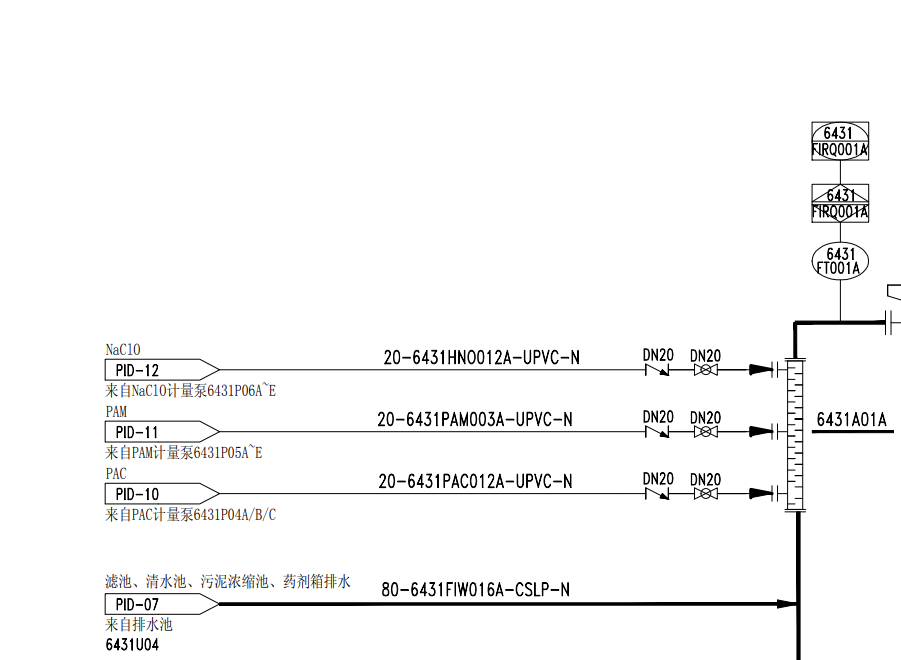 6431
FIRQ001A
6431
FIRQ001A
6431
FT001A
NaClO
PID-12
20-6431HNO012A-UPVC-N
DN20 DN20
来自NaClO计量泵6431P06A~E
PAM
PID-11
20-6431PAM003A-UPVC-N
DN20 DN20
6431A01A
来自PAM计量泵6431P05A~E
PAC
PID-10
20-6431PAC012A-UPVC-N
DN20 DN20
来自PAC计量泵6431P04A/B/C
滤池、清水池、污泥浓缩池、药剂箱排水
PID-07
80-6431FIW016A-CSLP-N
来自排水池
6431U04